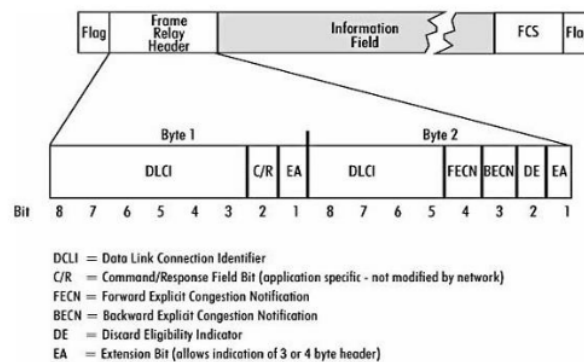 Flag Frame Relay Header Information Field FCS Fla
Byte 1 Byte 2
DLCI C/R EA DLCI FECN BECN DE EA
Bit 8 7 6 5 4 3 2 1 8 7 6 5 4 3 2 1
DCLI = Data Link Connection Identifier
C/R = Command/Response Field Bit (application specific - not modified by network)
FECN = Forward Explicit Congestion Notification
BECN = Backward Explicit Congestion Notification
DE = Discard Eligibility Indicator
EA = Extension Bit (allows indication of 3 or 4 byte header)